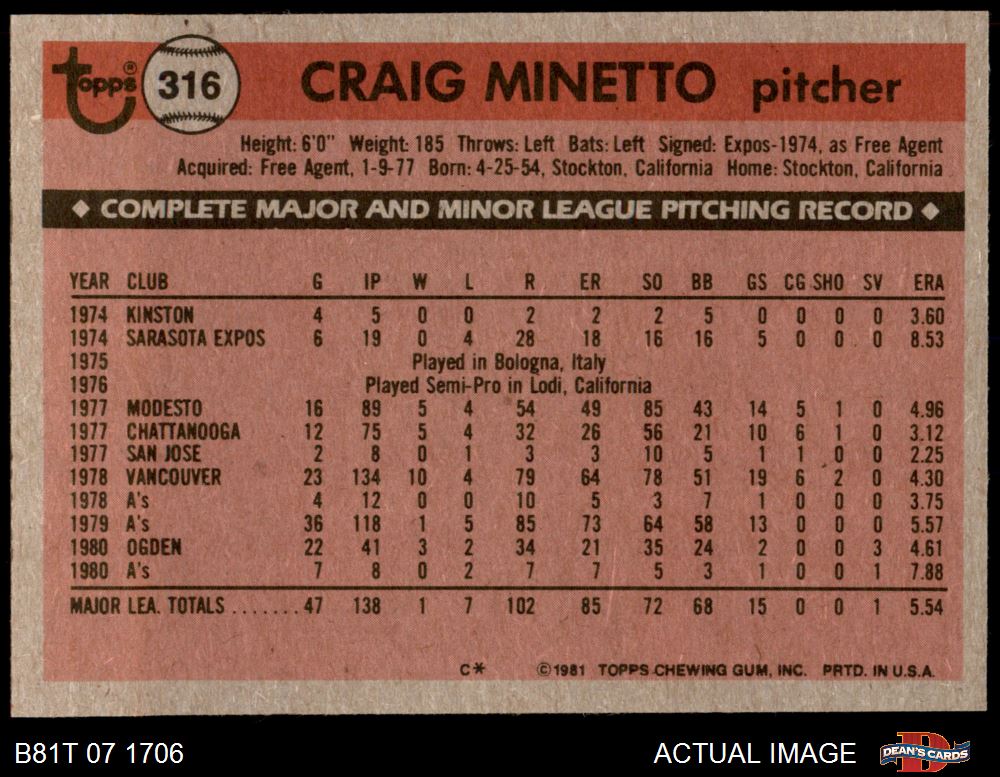 topps® 316 CRAIG MINETTO pitcher
Height: 6'0" Weight: 185 Throws: Left Bats: Left Signed: Expos-1974, as Free Agent
Acquired: Free Agent, 1-9-77 Born: 4-25-54, Stockton, California Home: Stockton, California
◆ COMPLETE MAJOR AND MINOR LEAGUE PITCHING RECORD ◆
YEAR CLUB G IP W L R ER SO BB GS CG SHO SV ERA
1974 KINSTON 4 5 0 0 2 2 2 5 0 0 0 0 3.60
1974 SARASOTA EXPOS 6 19 0 4 28 18 16 16 5 0 0 0 8.53
1975 Played in Bologna, Italy
1976 Played Semi-Pro in Lodi, California
1977 MODESTO 16 89 5 4 54 49 85 43 14 5 1 0 4.96
1977 CHATTANOOGA 12 75 5 4 32 26 56 21 10 6 1 0 3.12
1977 SAN JOSE 2 8 0 1 3 3 10 5 1 1 0 0 2.25
1978 VANCOUVER 23 134 10 4 79 64 78 51 19 6 2 0 4.30
1978 A's 4 12 0 0 10 5 3 7 1 0 0 0 3.75
1979 A's 36 118 1 5 85 73 64 58 13 0 0 0 5.57
1980 OGDEN 22 41 3 2 34 21 35 24 2 0 0 3 4.61
1980 A's 7 8 0 2 7 7 5 3 1 0 0 1 7.88
MAJOR LEA. TOTALS ....... 47 138 1 7 102 85 72 68 15 0 0 1 5.54
C* ©1981 TOPPS CHEWING GUM, INC. PRTD. IN U.S.A.
B81T 07 1706 ACTUAL IMAGE DEAN'S CARDS